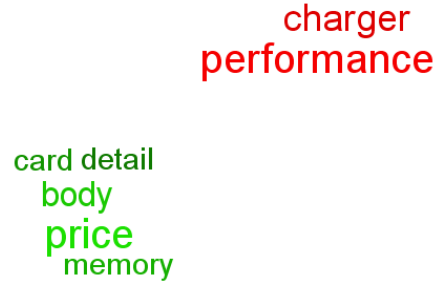 charger
performance
card detail
body
price
memory